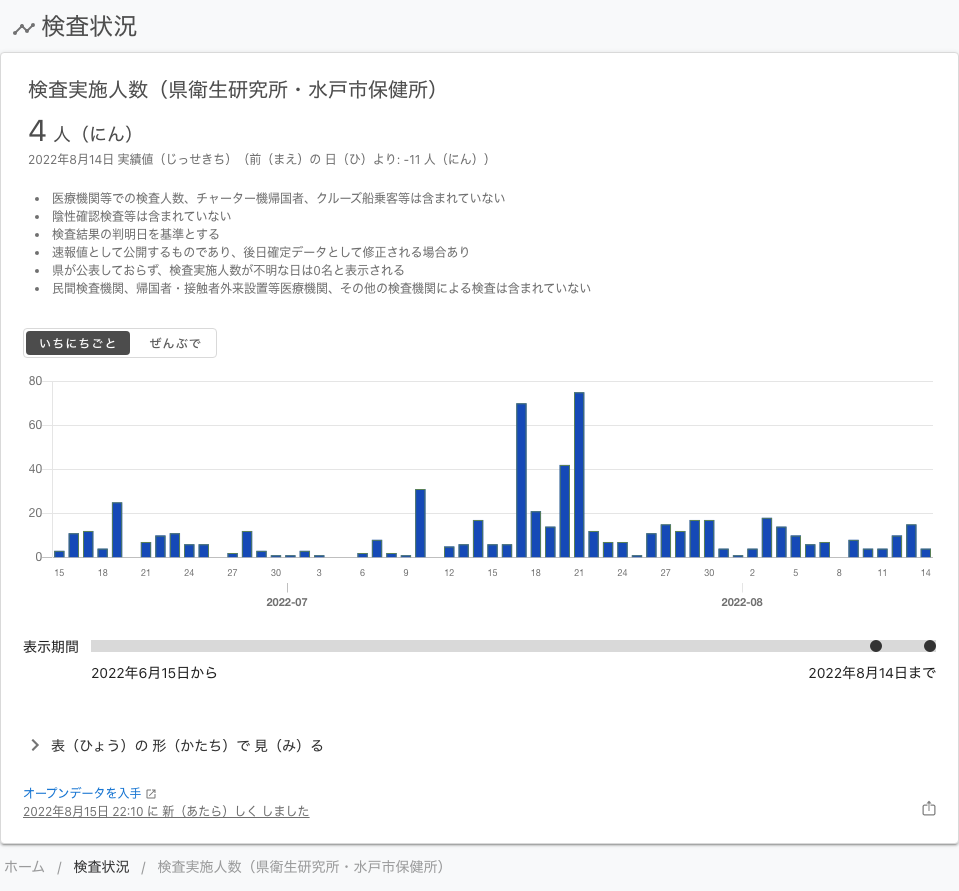 検査状況
検査実施人数（県衛生研究所・水戸市保健所）
4 人（にん）
2022年8月14日 実績値（じっせきち）（前（まえ）の 日（ひ）より: -11 人（にん））
• 医療機関等での検査人数、チャーター機帰国者、クルーズ船乗客等は含まれていない
• 陰性確認検査等は含まれていない
• 検査結果の判明日を基準とする
• 速報値として公開するものであり、後日確定データとして修正される場合あり
• 県が公表しておらず、検査実施人数が不明な日は0名と表示される
• 民間検査機関、帰国者・接触者外来設置等医療機関、その他の検査機関による検査は含まれていない
いちにちごと ぜんぶで
80
60
40
20
0
15 18 21 24 27 30 3 6 9 12 15 18 21 24 27 30 2 5 8 11 14
2022-07 2022-08
表示期間
2022年6月15日から 2022年8月14日まで
表（ひょう）の 形（かたち）で 見（み）る
オープンデータを入手
2022年8月15日 22:10 に 新（あたら）しく しました
ホーム / 検査状況 / 検査実施人数（県衛生研究所・水戸市保健所）